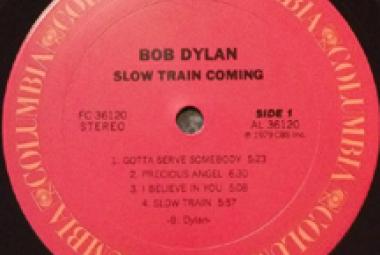 BOB DYLAN
SLOW TRAIN COMING
FC 36120
STEREO
SIDE 1
AL 36120
℗ 1979 CBS Inc.
1. GOTTA SERVE SOMEBODY 5:23
2. PRECIOUS ANGEL 6:30
3. I BELIEVE IN YOU 5:08
4. SLOW TRAIN 5:57
-B. Dylan-
COLUMBIA
COLUMBIA
COLUMBIA
COLUMBIA